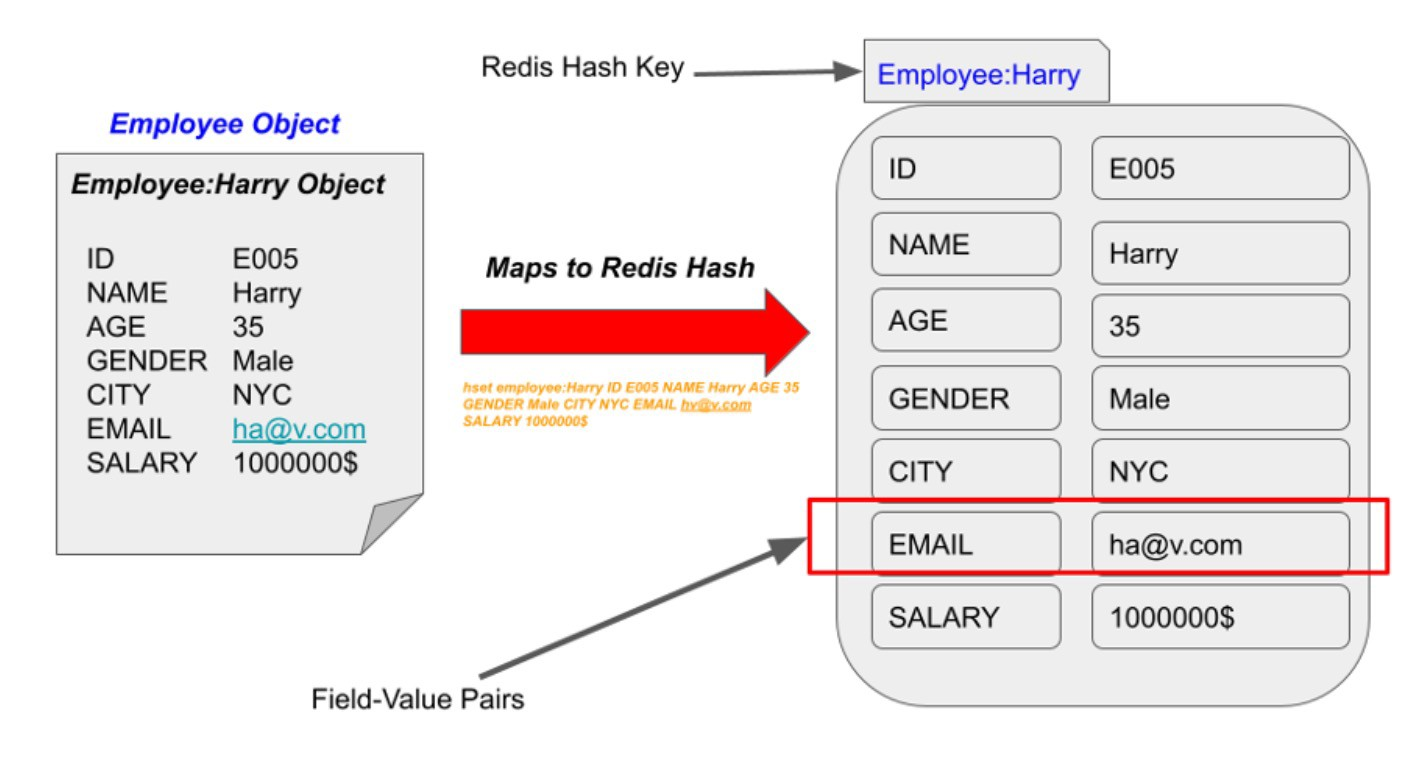 Redis Hash Key
Employee:Harry
Employee Object
Employee:Harry Object
ID E005
NAME Harry
AGE 35
GENDER Male
CITY NYC
EMAIL ha@v.com
SALARY 1000000$
Maps to Redis Hash
hset employee:Harry ID E005 NAME Harry AGE 35
GENDER Male CITY NYC EMAIL hv@v.com
SALARY 1000000$
ID E005
NAME Harry
AGE 35
GENDER Male
CITY NYC
EMAIL ha@v.com
SALARY 1000000$
Field-Value Pairs